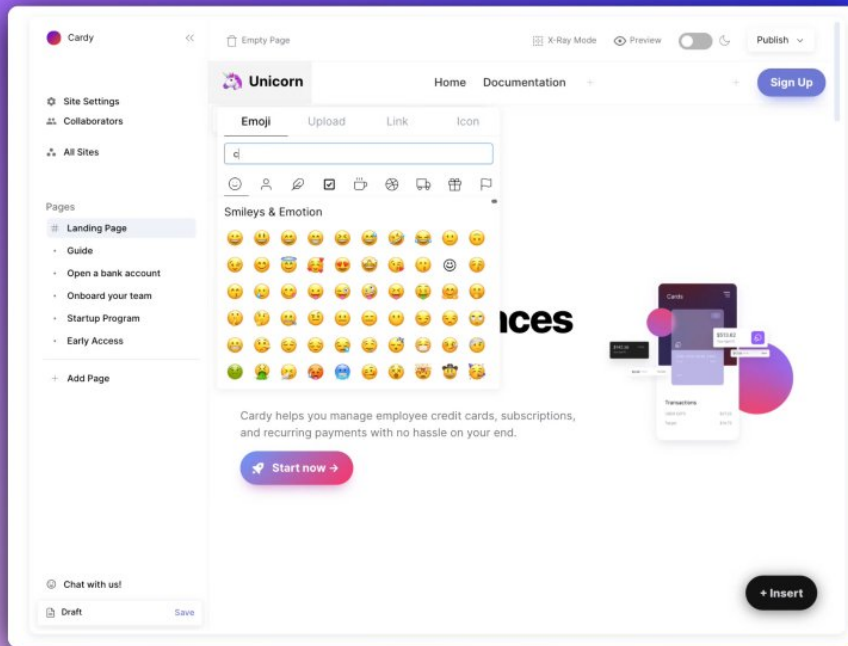 Cardy
Empty Page
X-Ray Mode
Preview
Publish
Unicorn
Home
Documentation
Sign Up
Site Settings
Collaborators
All Sites
Emoji
Upload
Link
Icon
c
Smileys & Emotion
Pages
# Landing Page
Guide
Open a bank account
Onboard your team
Startup Program
Early Access
+ Add Page
nces
Cards
Transactions
Cardy helps you manage employee credit cards, subscriptions,
and recurring payments with no hassle on your end.
Start now →
Chat with us!
Draft
Save
+ Insert